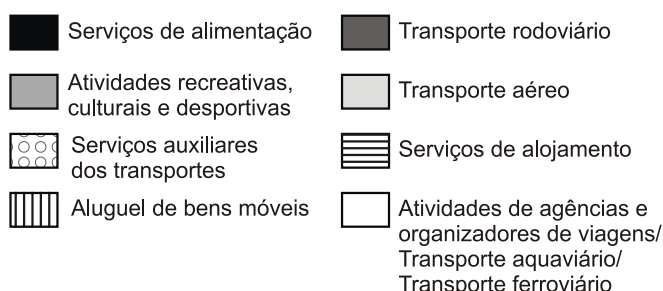 Serviços de alimentação
Atividades recreativas,
culturais e desportivas
Serviços auxiliares
dos transportes
Aluguel de bens móveis
Transporte rodoviário
Transporte aéreo
Serviços de alojamento
Atividades de agências e
organizadores de viagens/
Transporte aquaviário/
Transporte ferroviário